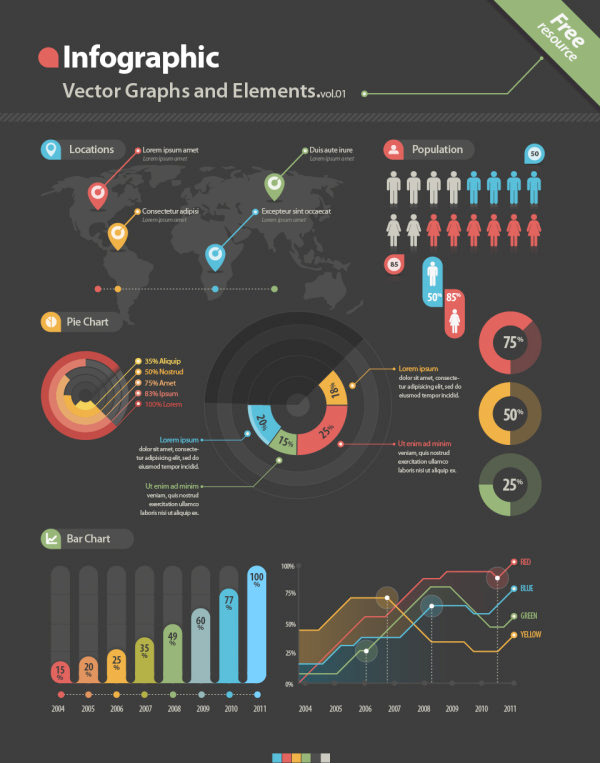 Free
resource
Infographic
Vector Graphs and Elements.vol.01
Locations
Lorem ipsum amet
Lorem ipsum amet
Duis aute irure
Lorem ipsum amet
Consectetur adipisi
Lorem ipsum amet
Excepteur sint occaecat
Lorem ipsum amet
Population
50
85
50%
85%
Pie Chart
35% Aliquip
50% Nostrud
75% Amet
83% Ipsum
100% Lorem
18%
25%
15%
20%
Lorem ipsum
dolor sit amet, consecte-
tur adipisicing elit, sed do
eiusmod tempor incidid.
Ut enim ad minim
veniam, quis nostrud
exercitation ullamco
laboris nisi ut aliquip ex.
Lorem ipsum
dolor sit amet, consecte-
tur adipisicing elit, sed do
eiusmod tempor incidid.
Ut enim ad minim
veniam, quis nostrud
exercitation ullamco
laboris nisi ut aliquip ex.
75%
50%
25%
Bar Chart
15
%
20
%
25
%
35
%
49
%
60
%
77
%
100
%
2004 2005 2006 2007 2008 2009 2010 2011
100%
75%
50%
25%
0%
RED
BLUE
GREEN
YELLOW
2004 2005 2006 2007 2008 2009 2010 2011